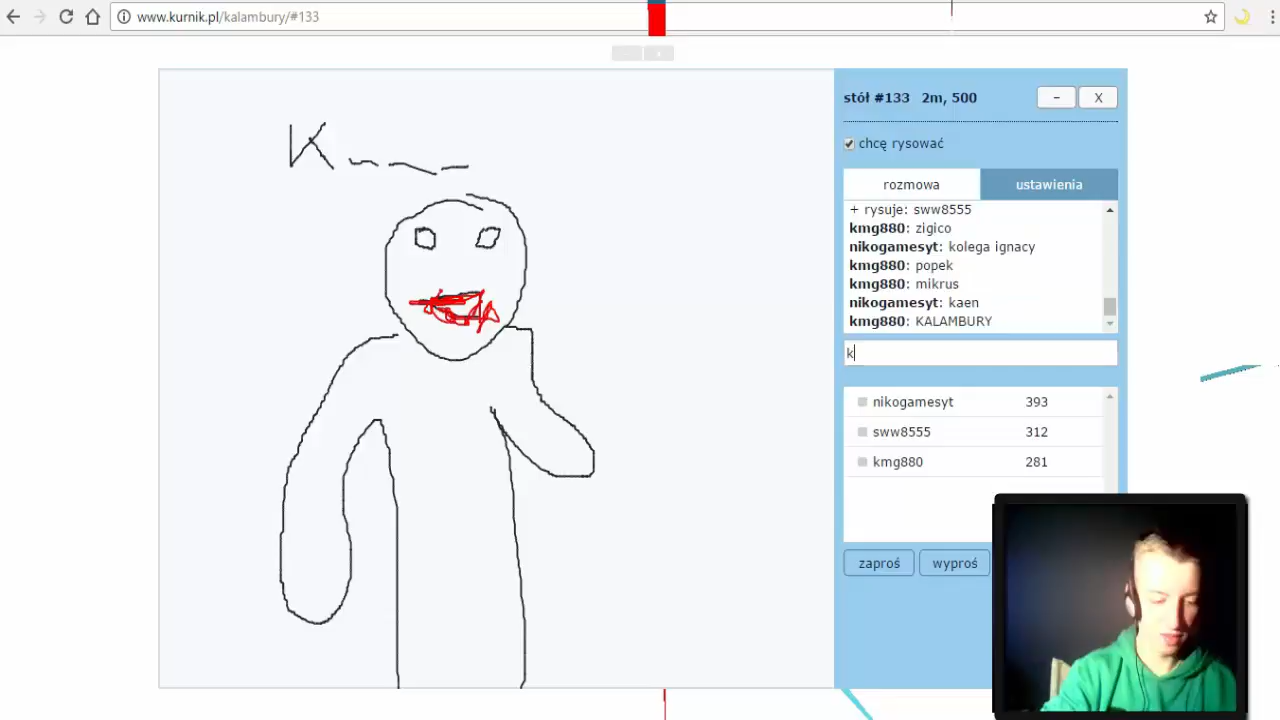 www.kurnik.pl/kalambury/#133
K
stół #133 2m, 500
–
X
chcę rysować
rozmowa
ustawienia
+ rysuje: sww8555
kmg880: zigico
nikogamesyt: kolega ignacy
kmg880: popek
kmg880: mikrus
nikogamesyt: kaen
kmg880: KALAMBURY
k
nikogamesyt 393
sww8555 312
kmg880 281
zaproś
wyproś